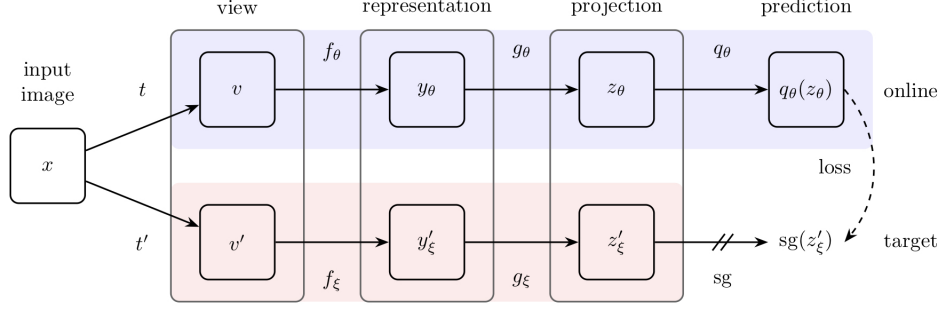 view
representation
projection
prediction
input
image
t
f_θ
g_θ
q_θ
v
y_θ
z_θ
q_θ(z_θ)
online
x
loss
t′
v′
y′_ξ
z′_ξ
sg(z′_ξ)
target
f_ξ
g_ξ
sg